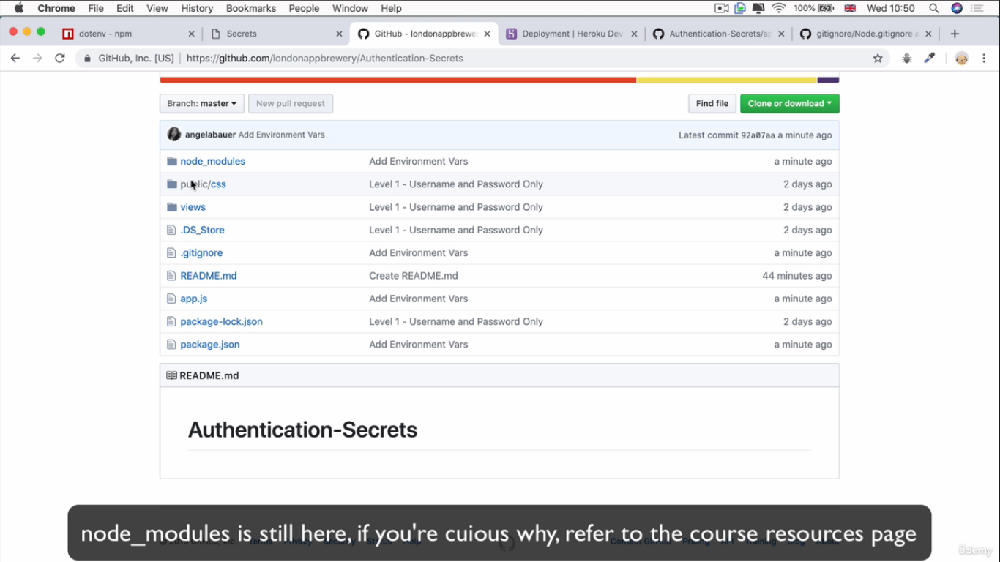 Chrome File Edit View History Bookmarks People Window Help 100% Wed 10:50
dotenv - npm Secrets GitHub - londonappbrewe Deployment | Heroku Dev Authentication-Secrets/ap gitignore/Node.gitignore a
GitHub, Inc. [US] https://github.com/londonappbrewery/Authentication-Secrets
Branch: master New pull request Find file Clone or download
angelabauer Add Environment Vars Latest commit 92a07aa a minute ago
node_modules Add Environment Vars a minute ago
public/css Level 1 - Username and Password Only 2 days ago
views Level 1 - Username and Password Only 2 days ago
.DS_Store Level 1 - Username and Password Only 2 days ago
.gitignore Add Environment Vars a minute ago
README.md Create README.md 44 minutes ago
app.js Add Environment Vars a minute ago
package-lock.json Level 1 - Username and Password Only 2 days ago
package.json Add Environment Vars a minute ago
README.md
Authentication-Secrets
node_modules is still here, if you're cuious why, refer to the course resources page
ûdemy